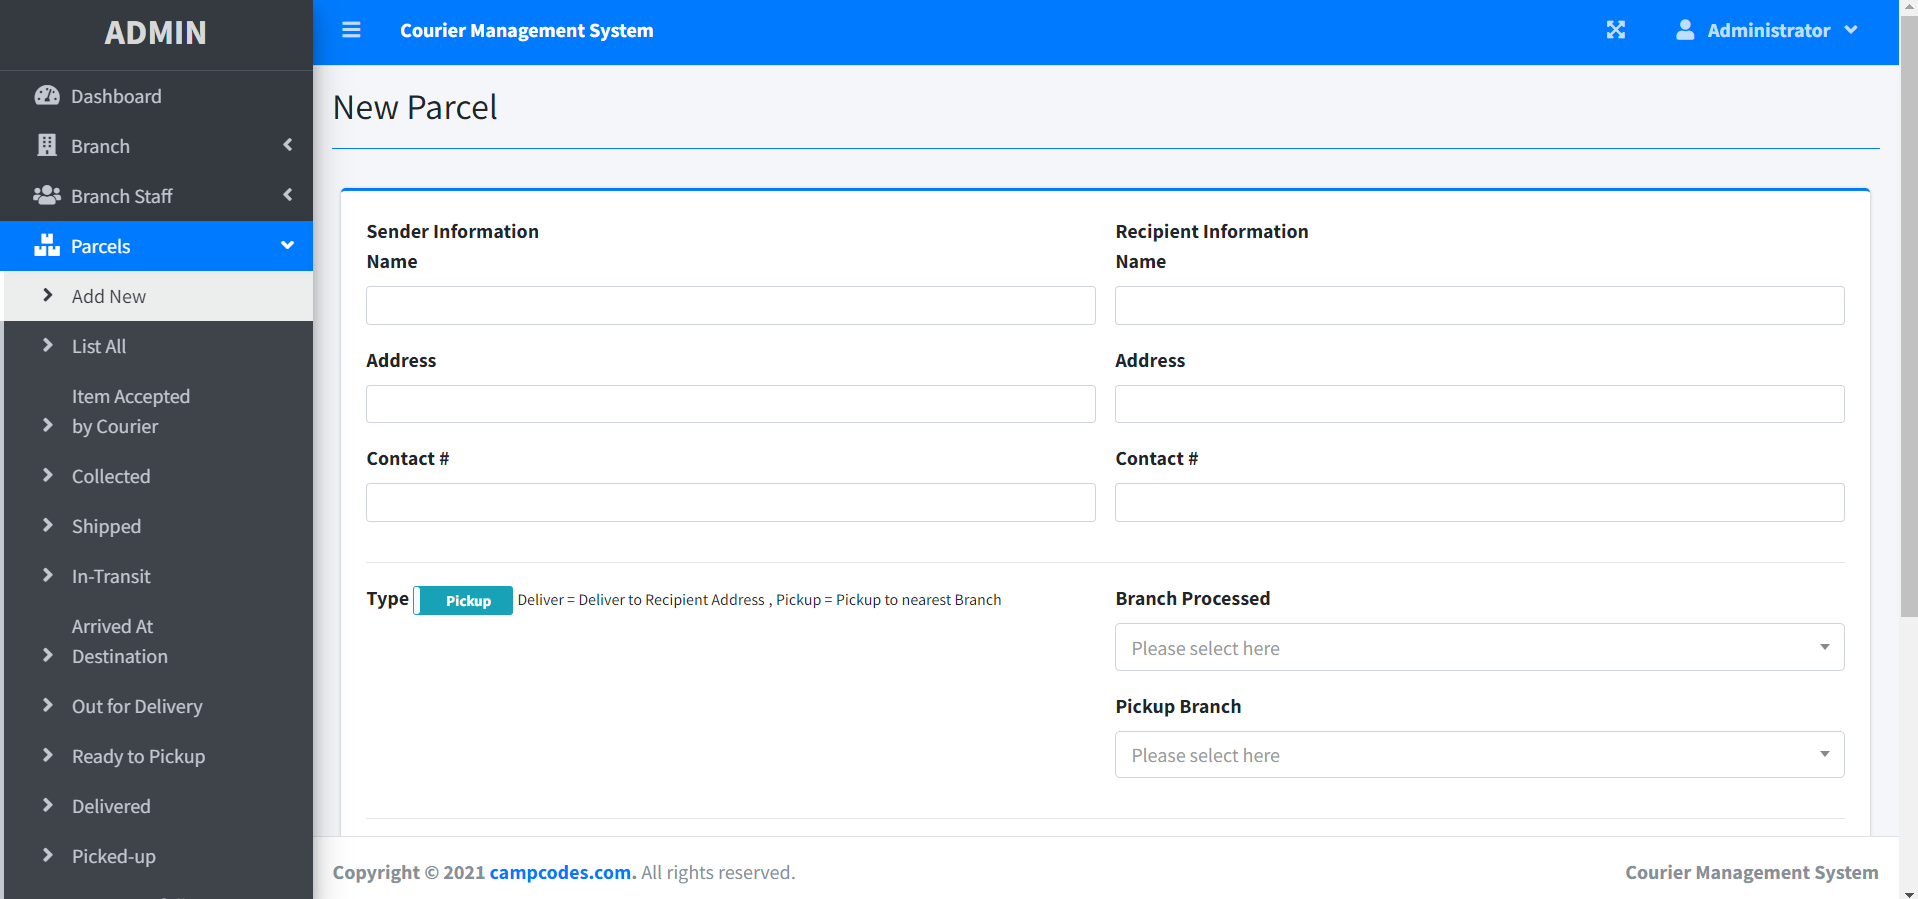 ADMIN
Dashboard
Branch
Branch Staff
Parcels
Add New
List All
Item Accepted
by Courier
Collected
Shipped
In-Transit
Arrived At
Destination
Out for Delivery
Ready to Pickup
Delivered
Picked-up
Courier Management System
Administrator
New Parcel
Sender Information
Name
Address
Contact #
Recipient Information
Name
Address
Contact #
Type Pickup Deliver = Deliver to Recipient Address , Pickup = Pickup to nearest Branch
Branch Processed
Please select here
Pickup Branch
Please select here
Copyright © 2021 campcodes.com. All rights reserved.
Courier Management System